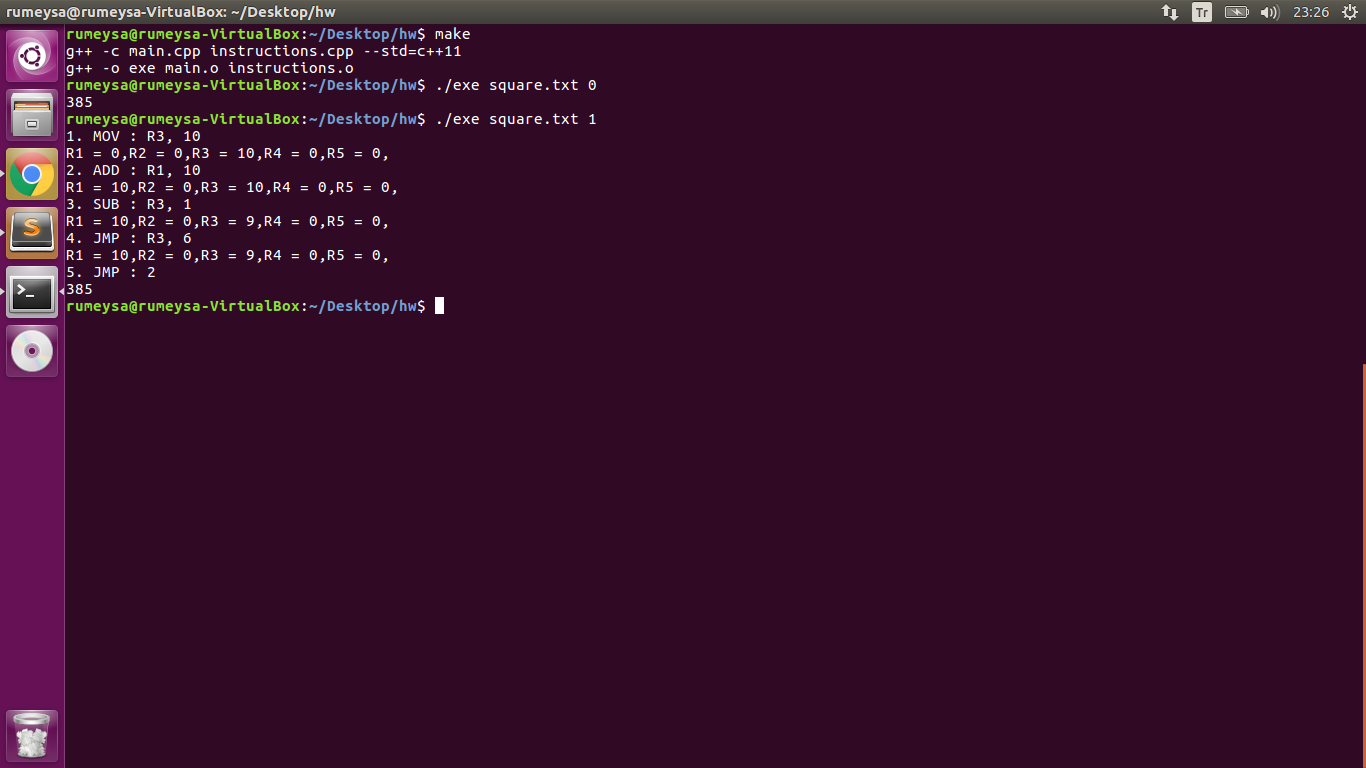 rumeysa@rumeysa-VirtualBox: ~/Desktop/hw
Tr
23:26
rumeysa@rumeysa-VirtualBox:~/Desktop/hw$ make
g++ -c main.cpp instructions.cpp --std=c++11
g++ -o exe main.o instructions.o
rumeysa@rumeysa-VirtualBox:~/Desktop/hw$ ./exe square.txt 0
385
rumeysa@rumeysa-VirtualBox:~/Desktop/hw$ ./exe square.txt 1
1. MOV : R3, 10
R1 = 0,R2 = 0,R3 = 10,R4 = 0,R5 = 0,
2. ADD : R1, 10
R1 = 10,R2 = 0,R3 = 10,R4 = 0,R5 = 0,
3. SUB : R3, 1
R1 = 10,R2 = 0,R3 = 9,R4 = 0,R5 = 0,
4. JMP : R3, 6
R1 = 10,R2 = 0,R3 = 9,R4 = 0,R5 = 0,
5. JMP : 2
385
rumeysa@rumeysa-VirtualBox:~/Desktop/hw$